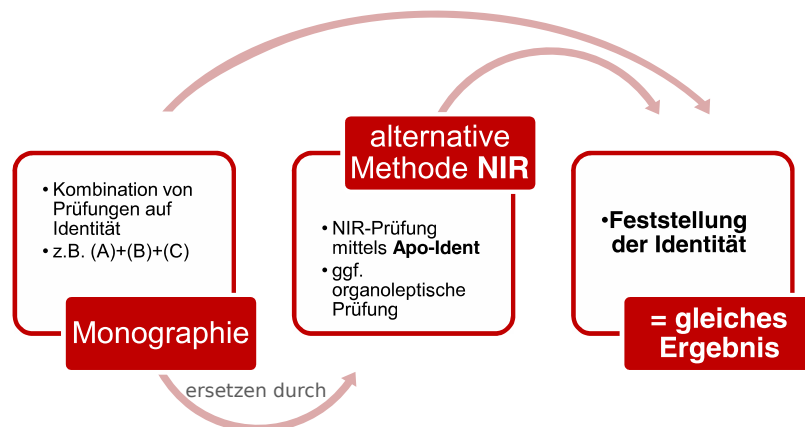 • Kombination von
Prüfungen auf
Identität
• z.B. (A)+(B)+(C)
Monographie
ersetzen durch
alternative
Methode NIR
• NIR-Prüfung
mittels Apo-Ident
• ggf.
organoleptische
Prüfung
•Feststellung
der Identität
= gleiches
Ergebnis